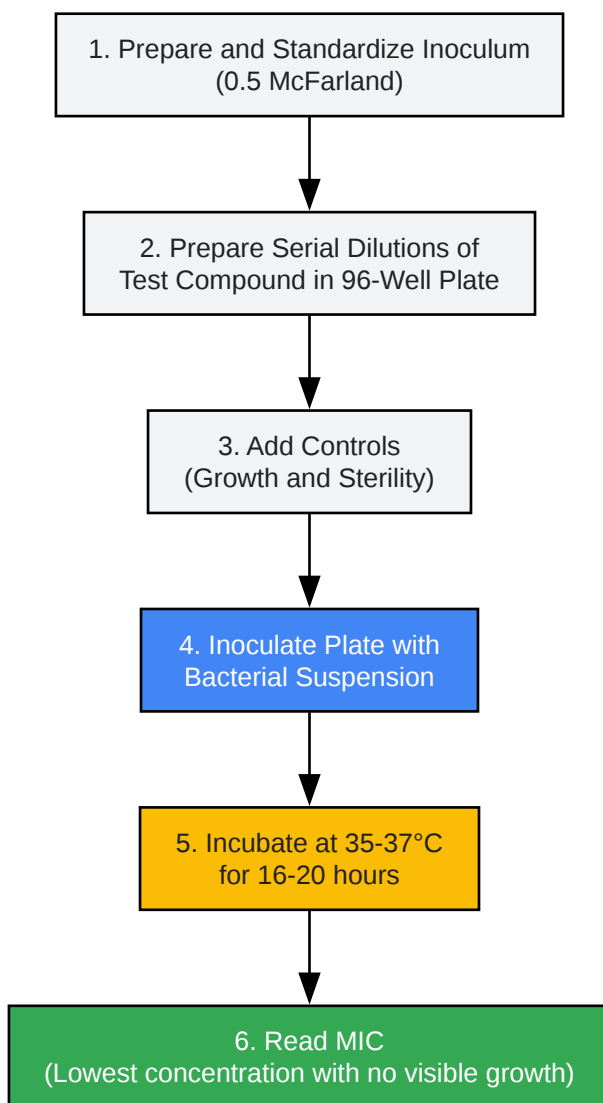 1. Prepare and Standardize Inoculum
(0.5 McFarland)
2. Prepare Serial Dilutions of
Test Compound in 96-Well Plate
3. Add Controls
(Growth and Sterility)
4. Inoculate Plate with
Bacterial Suspension
5. Incubate at 35-37°C
for 16-20 hours
6. Read MIC
(Lowest concentration with no visible growth)